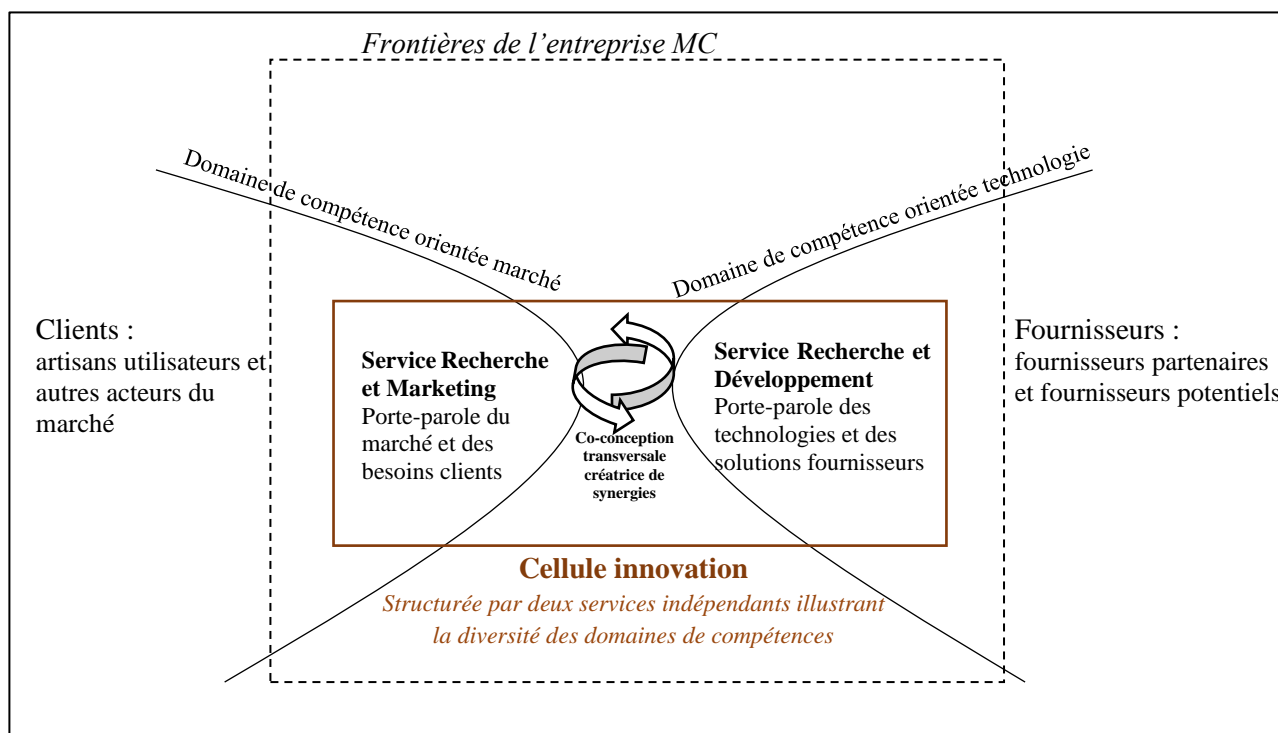 Frontières de l'entreprise MC
Domaine de compétence orientée marché
Domaine de compétence orientée technologie
Clients :
artisans utilisateurs et
autres acteurs du
marché
Service Recherche
et Marketing
Porte-parole du
marché et des
besoins clients
Co-conception
transversale
créatrice de
synergies
Service Recherche et
Développement
Porte-parole des
technologies et des
solutions fournisseurs
Fournisseurs :
fournisseurs partenaires
et fournisseurs potentiels
Cellule innovation
Structurée par deux services indépendants illustrant
la diversité des domaines de compétences